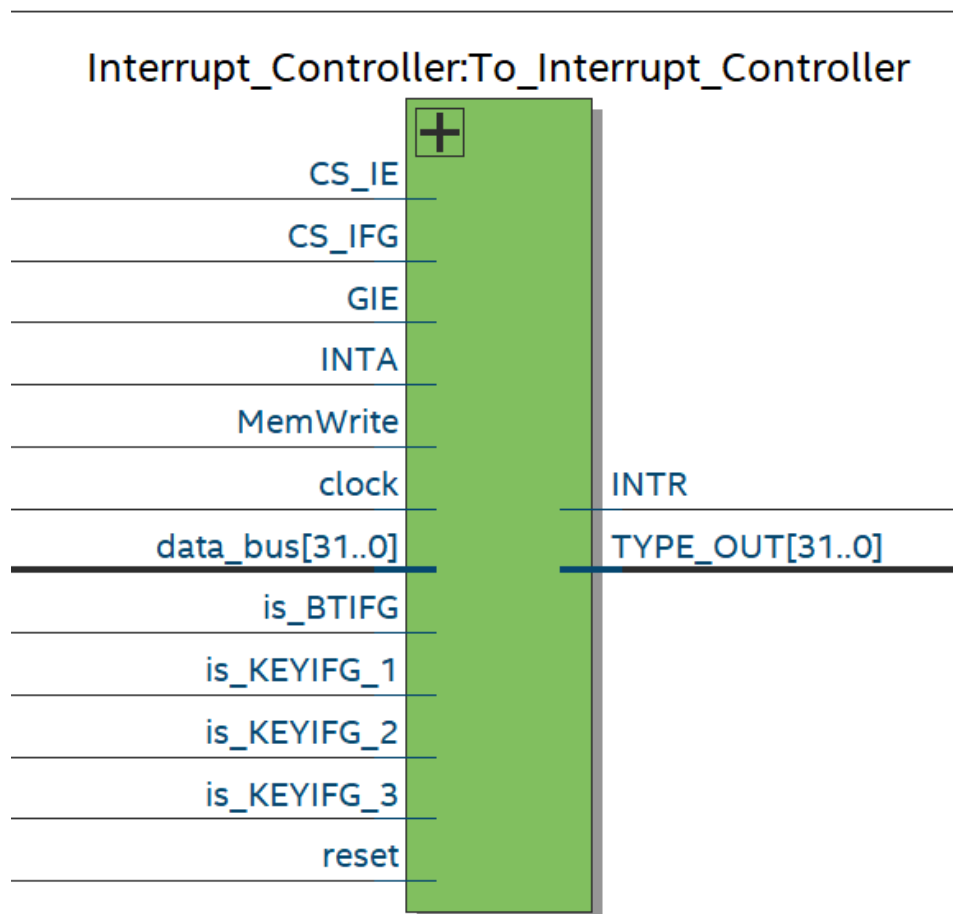 Interrupt_Controller:To_Interrupt_Controller
CS_IE
CS_IFG
GIE
INTA
MemWrite
clock
INTR
data_bus[31..0]
TYPE_OUT[31..0]
is_BTIFG
is_KEYIFG_1
is_KEYIFG_2
is_KEYIFG_3
reset